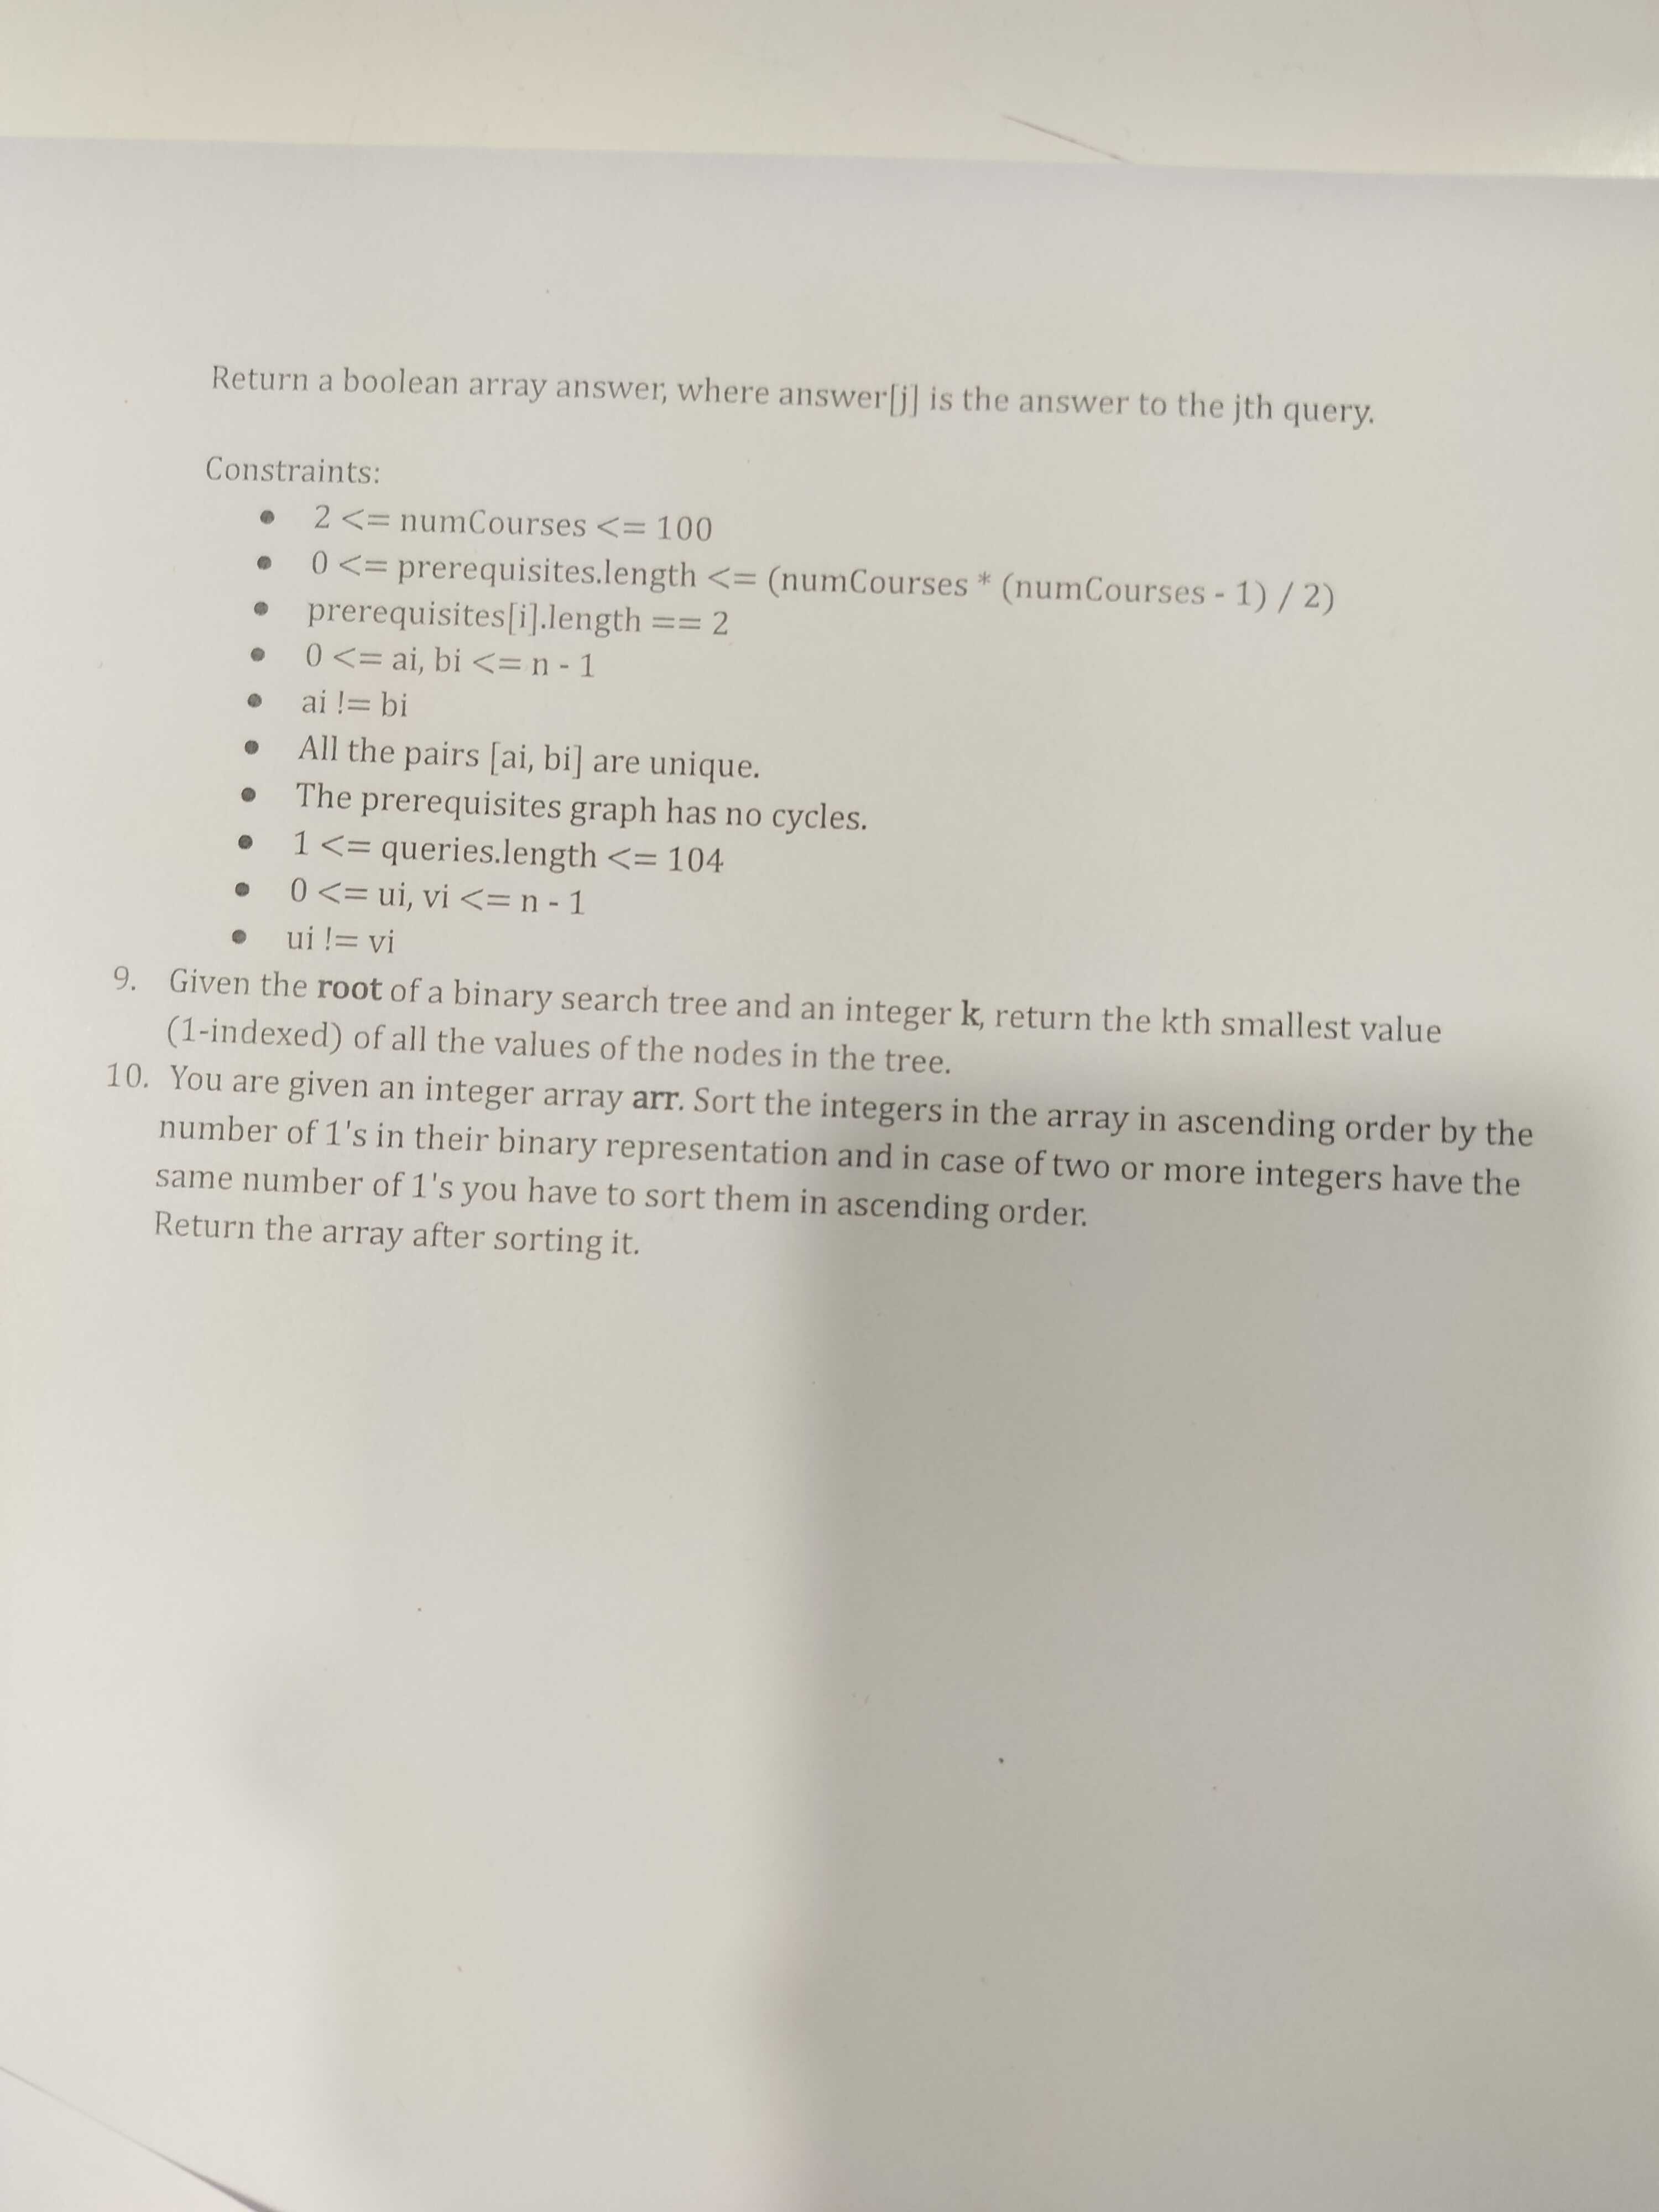 Return a boolean array answer, where answer[j] is the answer to the jth query.
Constraints:
● 2 <= numCourses <= 100
● 0 <= prerequisites.length <= (numCourses * (numCourses - 1) / 2)
● prerequisites[i].length == 2
● 0 <= ai, bi <= n - 1
● ai != bi
● All the pairs [ai, bi] are unique.
● The prerequisites graph has no cycles.
● 1 <= queries.length <= 104
● 0 <= ui, vi <= n - 1
● ui != vi
9. Given the root of a binary search tree and an integer k, return the kth smallest value
(1-indexed) of all the values of the nodes in the tree.
10. You are given an integer array arr. Sort the integers in the array in ascending order by the
number of 1's in their binary representation and in case of two or more integers have the
same number of 1's you have to sort them in ascending order.
Return the array after sorting it.